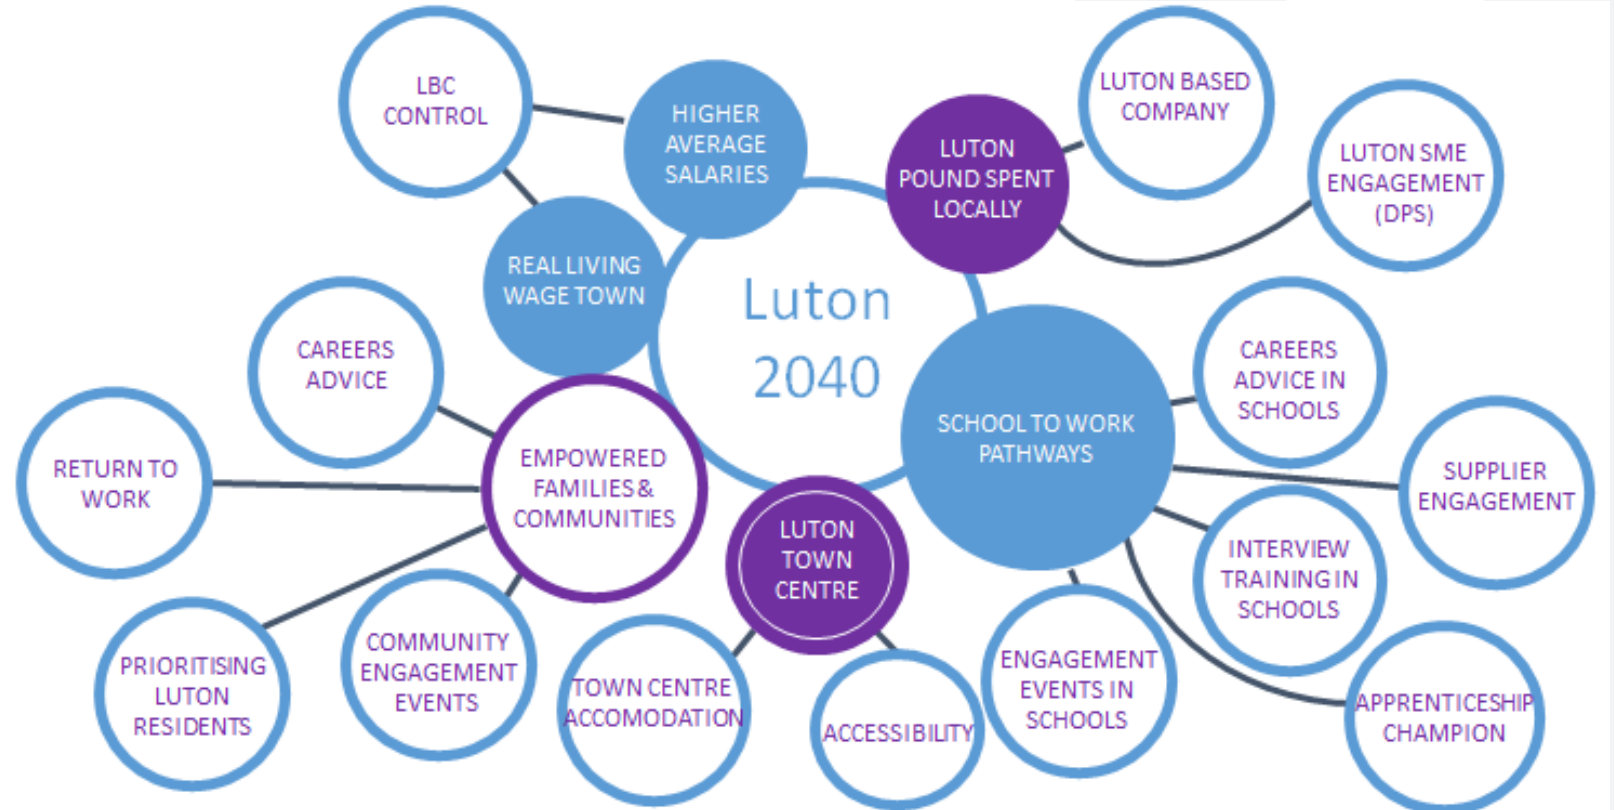 LBC
CONTROL
HIGHER
AVERAGE
SALARIES
LUTON
POUND SPENT
LOCALLY
LUTON BASED
COMPANY
LUTON SME
ENGAGEMENT
(DPS)
REAL LIVING
WAGE TOWN
Luton
2040
CAREERS
ADVICE
RETURN TO
WORK
EMPOWERED
FAMILIES &
COMMUNITIES
SCHOOL TO WORK
PATHWAYS
CAREERS
ADVICE IN
SCHOOLS
SUPPLIER
ENGAGEMENT
LUTON
TOWN
CENTRE
INTERVIEW
TRAINING IN
SCHOOLS
PRIORITISING
LUTON
RESIDENTS
COMMUNITY
ENGAGEMENT
EVENTS
TOWN CENTRE
ACCOMODATION
ACCESSIBILITY
ENGAGEMENT
EVENTS IN
SCHOOLS
APPRENTICESHIP
CHAMPION